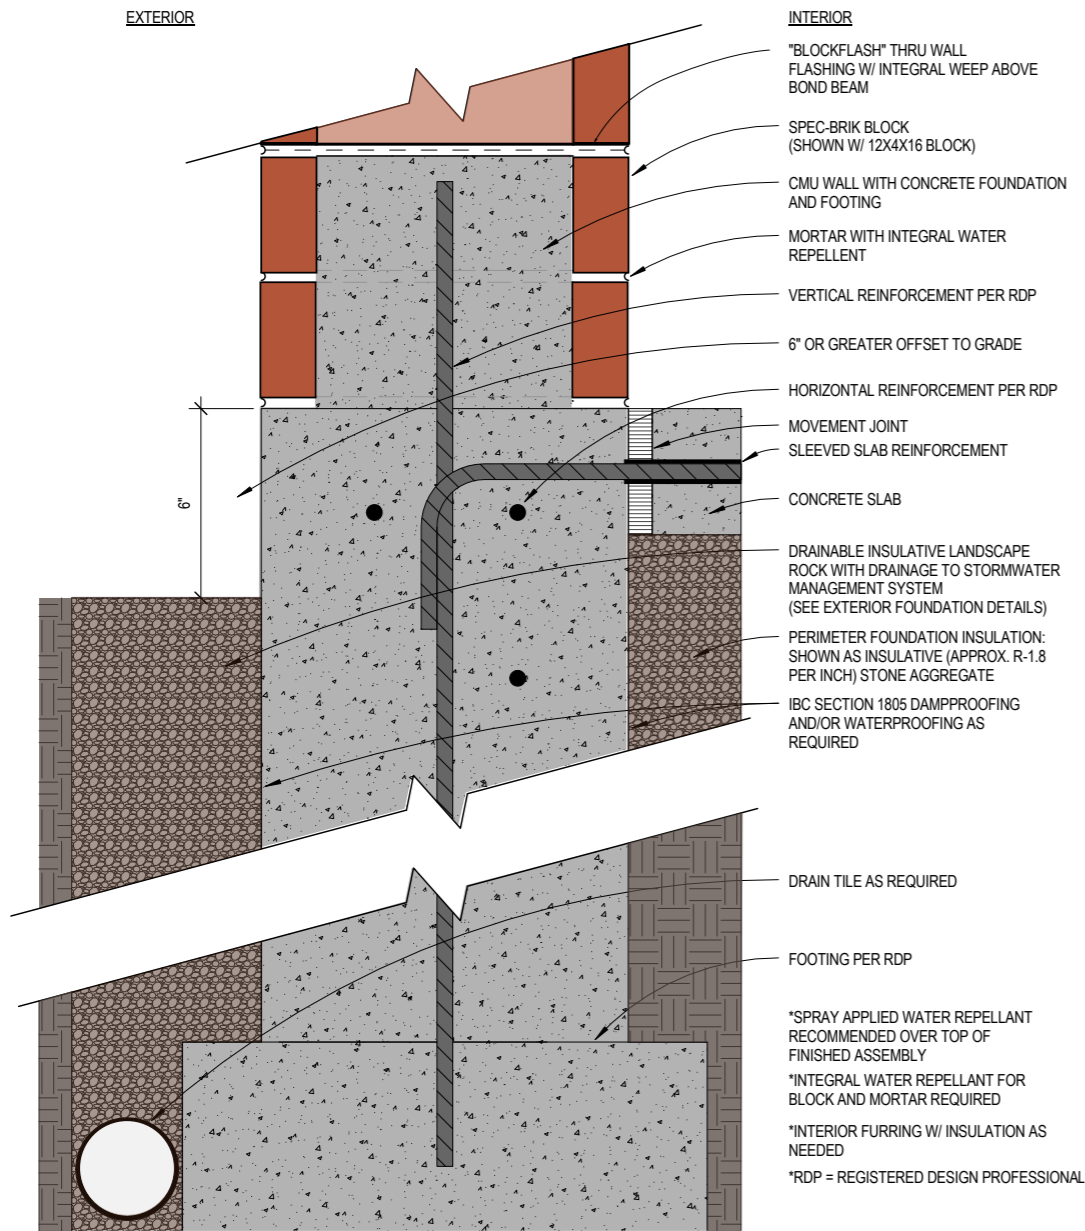 EXTERIOR
INTERIOR
"BLOCKFLASH" THRU WALL
FLASHING W/ INTEGRAL WEEP ABOVE
BOND BEAM
SPEC-BRIK BLOCK
(SHOWN W/ 12X4X16 BLOCK)
CMU WALL WITH CONCRETE FOUNDATION
AND FOOTING
MORTAR WITH INTEGRAL WATER
REPELLENT
VERTICAL REINFORCEMENT PER RDP
6" OR GREATER OFFSET TO GRADE
HORIZONTAL REINFORCEMENT PER RDP
MOVEMENT JOINT
SLEEVED SLAB REINFORCEMENT
CONCRETE SLAB
6"
DRAINABLE INSULATIVE LANDSCAPE
ROCK WITH DRAINAGE TO STORMWATER
MANAGEMENT SYSTEM
(SEE EXTERIOR FOUNDATION DETAILS)
PERIMETER FOUNDATION INSULATION:
SHOWN AS INSULATIVE (APPROX. R-1.8
PER INCH) STONE AGGREGATE
IBC SECTION 1805 DAMPPROOFING
AND/OR WATERPROOFING AS
REQUIRED
DRAIN TILE AS REQUIRED
FOOTING PER RDP
*SPRAY APPLIED WATER REPELLANT
RECOMMENDED OVER TOP OF
FINISHED ASSEMBLY
*INTEGRAL WATER REPELLANT FOR
BLOCK AND MORTAR REQUIRED
*INTERIOR FURRING W/ INSULATION AS
NEEDED
*RDP = REGISTERED DESIGN PROFESSIONAL